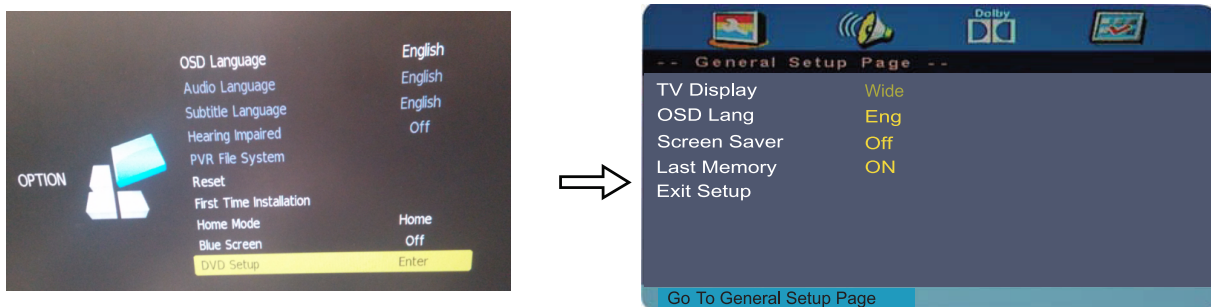 OPTION
OSD Language English
Audio Language English
Subtitle Language English
Hearing Impaired Off
PVR File System
Reset
First Time Installation
Home Mode Home
Blue Screen Off
DVD Setup Enter
Dolby
-- General Setup Page --
TV Display Wide
OSD Lang Eng
Screen Saver Off
Last Memory ON
Exit Setup
Go To General Setup Page